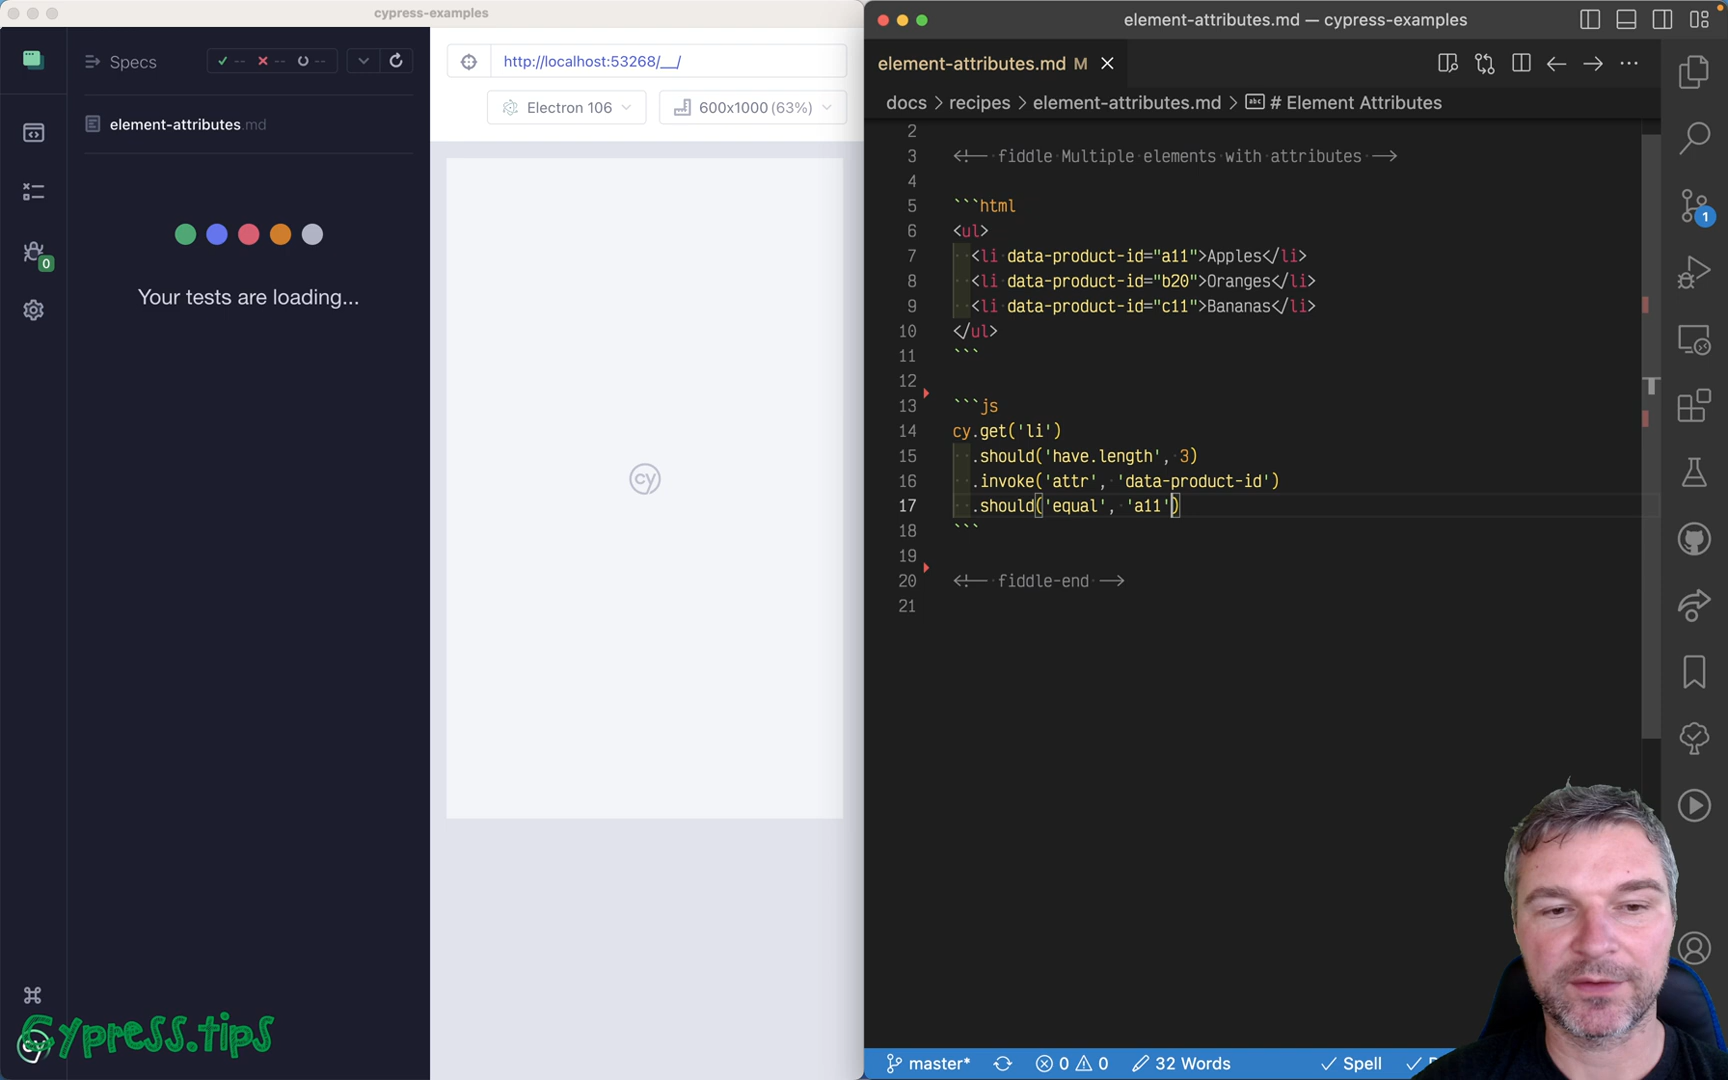 cypress-examples
Specs
✓ -- ✕ -- --
element-attributes.md
Your tests are loading...
http://localhost:53268/__/
Electron 106
600x1000 (63%)
cy
Cypress.tips
cy
0
element-attributes.md — cypress-examples
element-attributes.md M
docs > recipes > element-attributes.md > abc # Element Attributes
2
3 <!-- fiddle Multiple elements with attributes -->
4
5 ```html
6 <ul>
7 <li data-product-id="a11">Apples</li>
8 <li data-product-id="b20">Oranges</li>
9 <li data-product-id="c11">Bananas</li>
10 </ul>
11 ```
12
13 ```js
14 cy.get('li')
15 .should('have.length', 3)
16 .invoke('attr', 'data-product-id')
17 .should('equal', 'a11')
18 ```
19
20 <!-- fiddle-end -->
21
1
master* 0 0 32 Words Spell